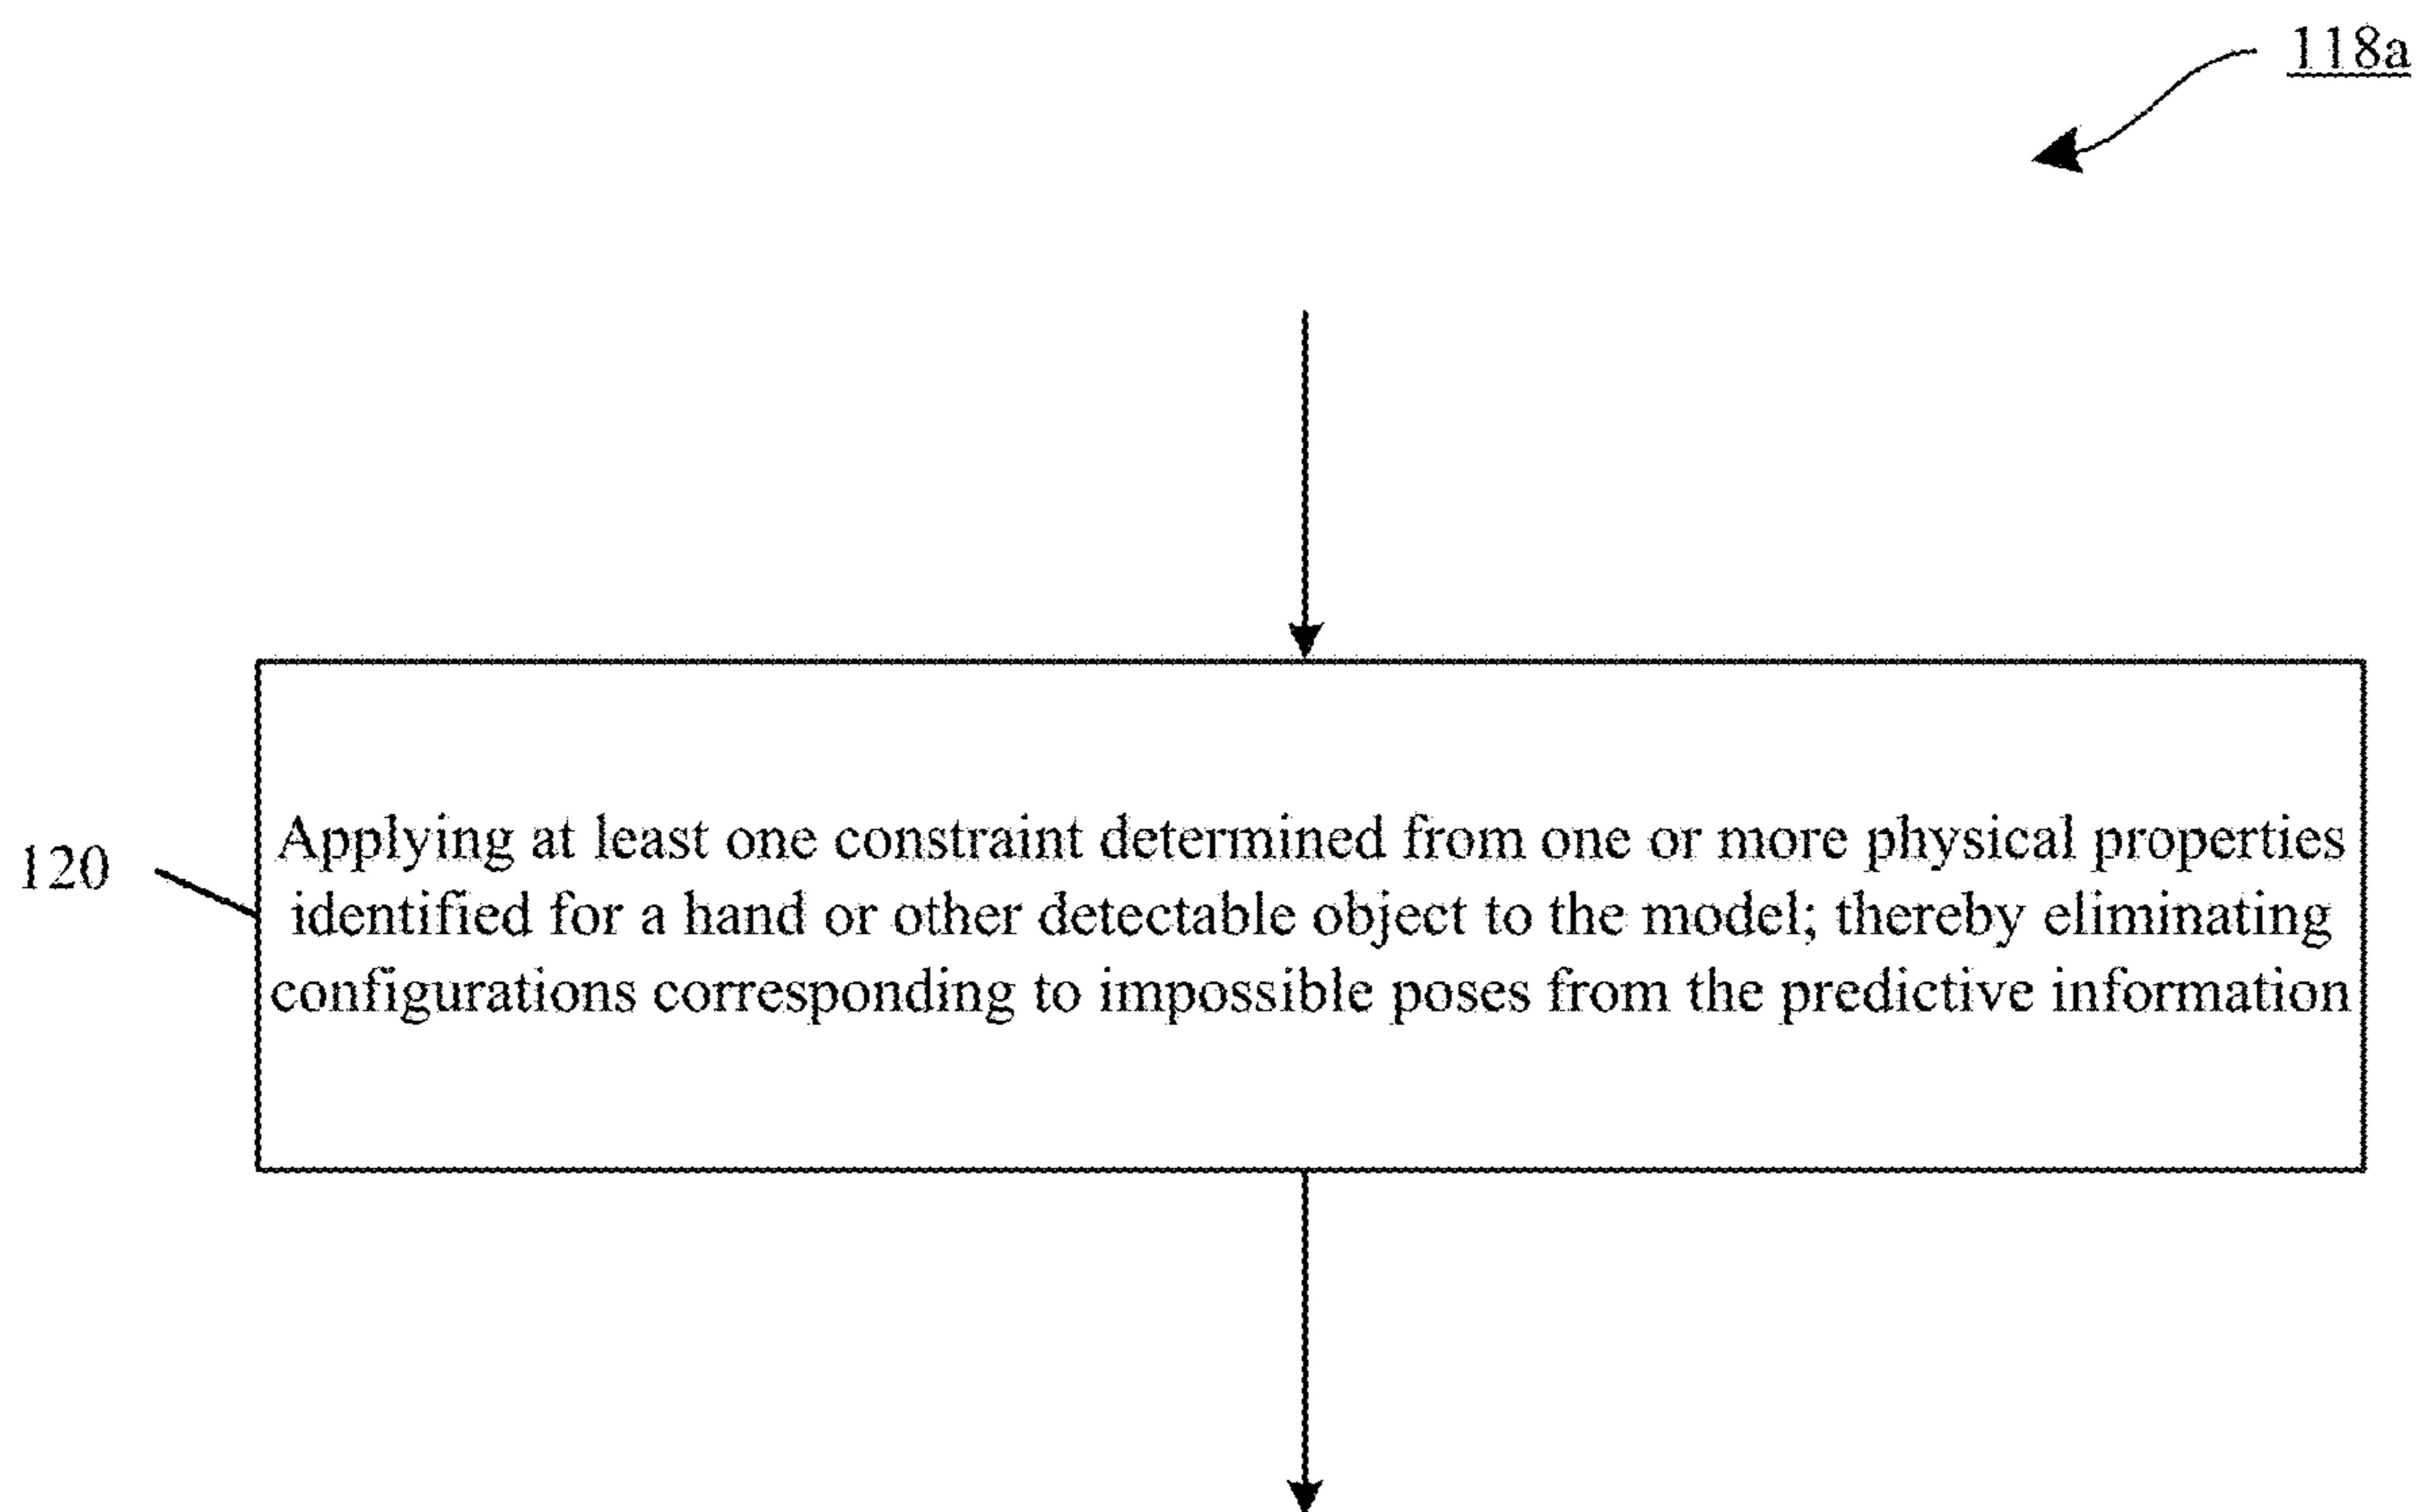 118a
120
Applying at least one constraint determined from one or more physical properties
identified for a hand or other detectable object to the model; thereby eliminating
configurations corresponding to impossible poses from the predictive information